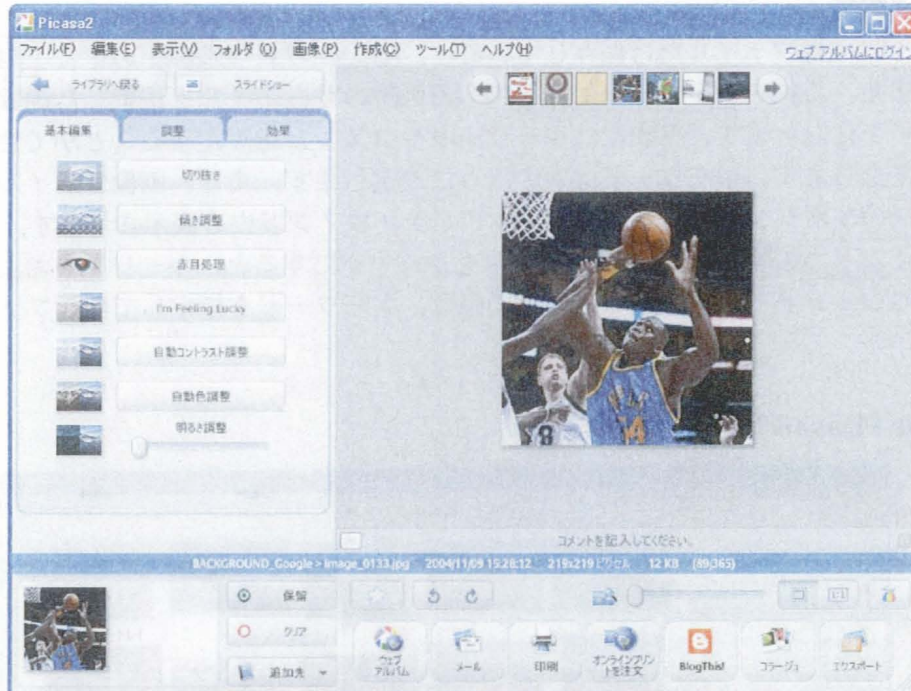 Picasa2
ファイル(F) 編集(E) 表示(V) フォルダ(O) 画像(P) 作成(C) ツール(T) ヘルプ(H)
ウェブ アルバムにログイン
ライブラリへ戻る スライドショー
基本編集 調整 効果
切り抜き
傾き調整
赤目処理
I'm Feeling Lucky
自動コントラスト調整
自動色調整
明るさ調整
8
14
コメントを記入してください。
BACKGROUND_Google > image_0133.jpg 2004/11/09 15:28:12 219x219 ピクセル 12 KB (89/365)
保留
クリア
追加先
1:1
ウェブ アルバム
メール
印刷
オンラインプリントを注文
BlogThis!
コラージュ
エクスポート